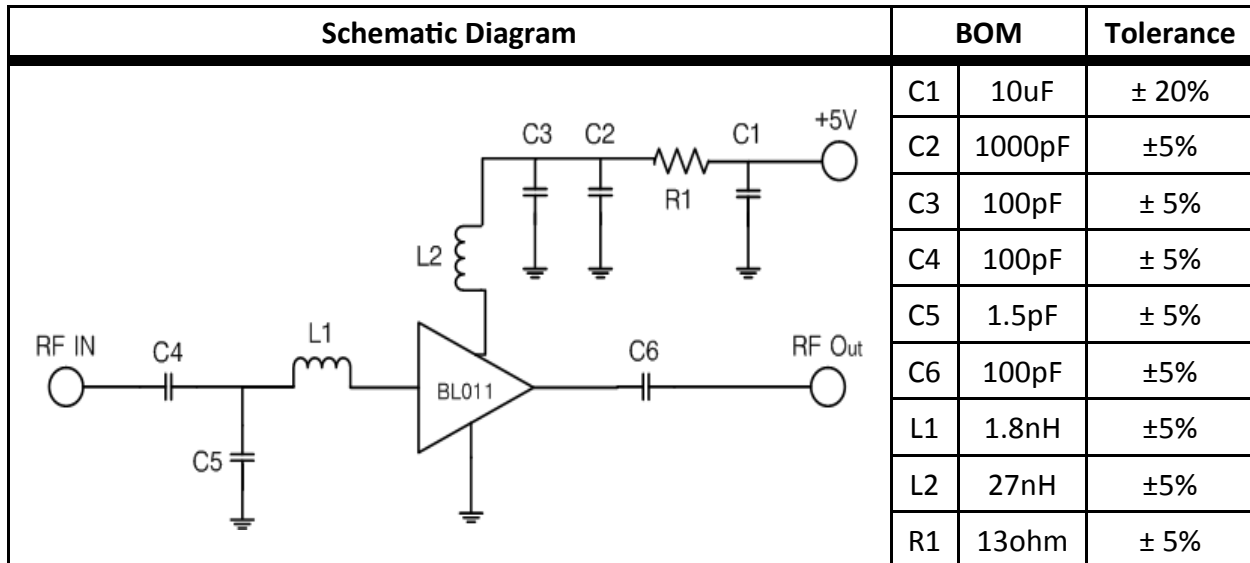 Schematic Diagram BOM Tolerance
C1 10uF ± 20%
C2 1000pF ±5%
C3 100pF ± 5%
C4 100pF ± 5%
C5 1.5pF ± 5%
C6 100pF ±5%
L1 1.8nH ±5%
L2 27nH ±5%
R1 13ohm ± 5%
C3 C2 C1 +5V
R1
L2
RF IN C4 L1 C6 RF Out
BL011
C5